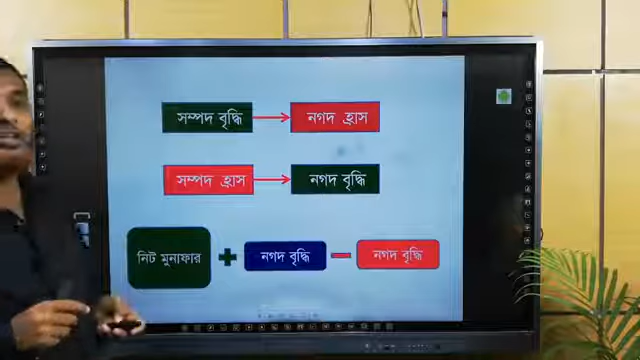 সম্পদ বৃদ্ধি নগদ হ্রাস
সম্পদ হ্রাস নগদ বৃদ্ধি
নিট মুনাফার + নগদ বৃদ্ধি - নগদ বৃদ্ধি